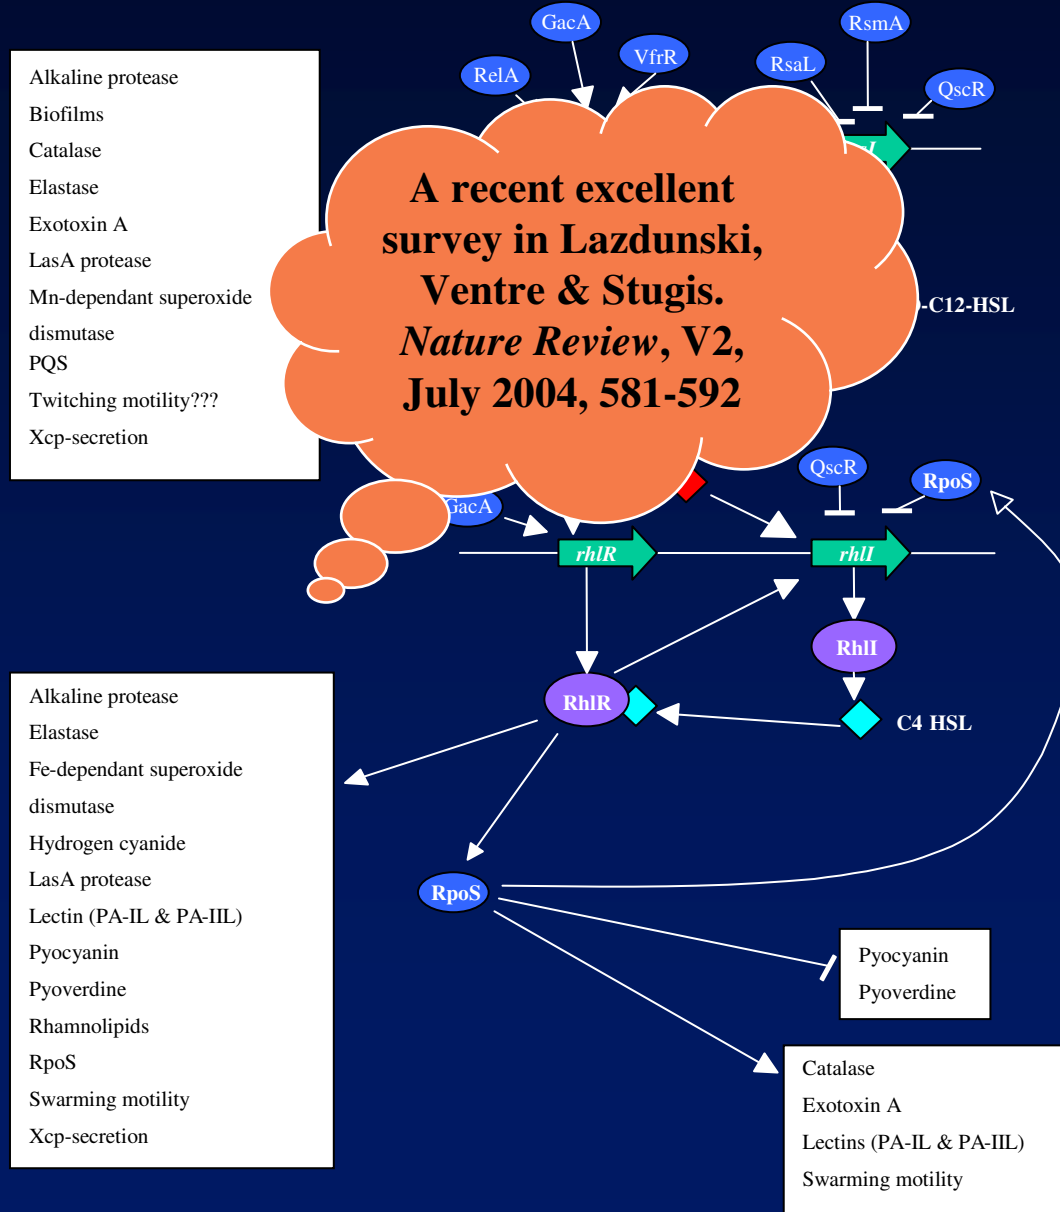 GacA
RsmA
VfrR
RsaL
RelA
QscR
Alkaline protease
Biofilms
Catalase
Elastase
Exotoxin A
LasA protease
Mn-dependant superoxide
dismutase
PQS
Twitching motility???
Xcp-secretion
A recent excellent
survey in Lazdunski,
Ventre & Stugis.
Nature Review, V2,
July 2004, 581-592
-C12-HSL
QscR
RpoS
GacA
rhlR
rhlI
RhlI
RhlR
C4 HSL
Alkaline protease
Elastase
Fe-dependant superoxide
dismutase
Hydrogen cyanide
LasA protease
Lectin (PA-IL & PA-IIL)
Pyocyanin
Pyoverdine
Rhamnolipids
RpoS
Swarming motility
Xcp-secretion
RpoS
Pyocyanin
Pyoverdine
Catalase
Exotoxin A
Lectins (PA-IL & PA-IIL)
Swarming motility